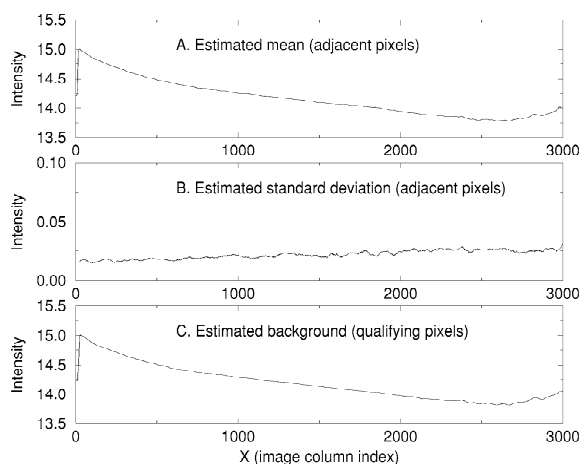 15.5
15.0
14.5
14.0
13.5
Intensity
A. Estimated mean (adjacent pixels)
0 1000 2000 3000
0.10
0.05
0.00
Intensity
B. Estimated standard deviation (adjacent pixels)
0 1000 2000 3000
15.5
15.0
14.5
14.0
13.5
Intensity
C. Estimated background (qualifying pixels)
0 1000 2000 3000
X (image column index)